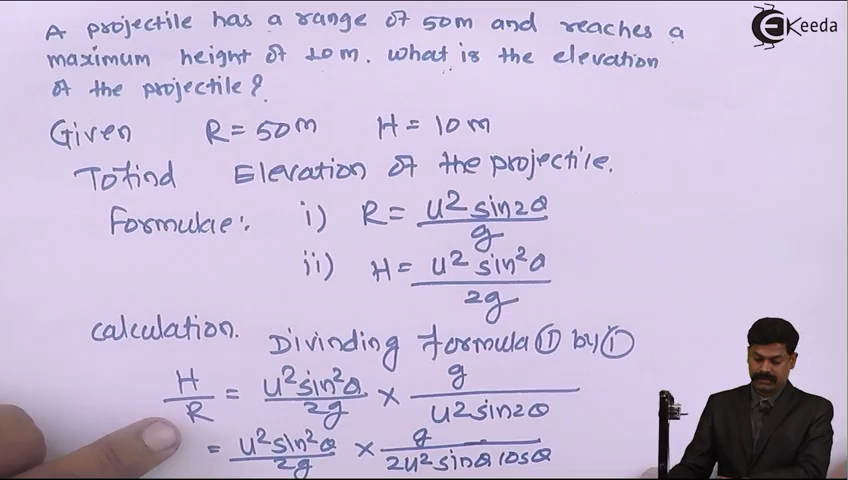 A projectile has a range of 50m and reaches a
maximum height of 10m. What is the elevation
of the projectile?
EKeeda
Given R = 50m H = 10m
To find Elevation of the projectile.
Formulae: i) R = u² sin2θ / g
ii) H = u² sin²θ / 2g
Calculation. Divinding formula (II) by (I)
H/R = u² sin²θ / 2g × g / u² sin2θ
= u² sin²θ / 2g × g / 2u² sinθ cosθ